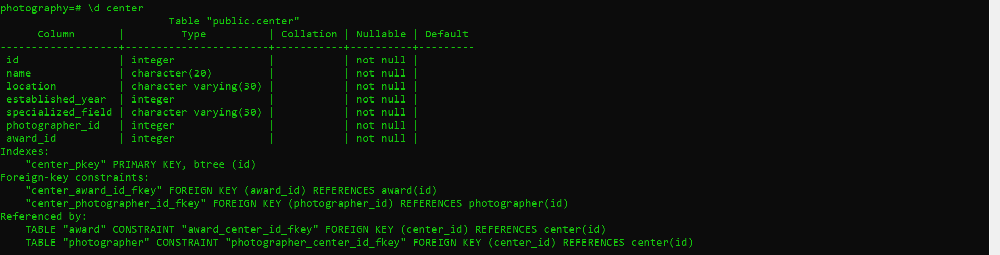 photography=# \d center
                           Table "public.center"
      Column       |         Type          | Collation | Nullable | Default
-------------------+-----------------------+-----------+----------+---------
 id                | integer               |           | not null |
 name              | character(20)         |           | not null |
 location          | character varying(30) |           | not null |
 established_year  | integer               |           | not null |
 specialized_field | character varying(30) |           | not null |
 photographer_id   | integer               |           | not null |
 award_id          | integer               |           | not null |
Indexes:
    "center_pkey" PRIMARY KEY, btree (id)
Foreign-key constraints:
    "center_award_id_fkey" FOREIGN KEY (award_id) REFERENCES award(id)
    "center_photographer_id_fkey" FOREIGN KEY (photographer_id) REFERENCES photographer(id)
Referenced by:
    TABLE "award" CONSTRAINT "award_center_id_fkey" FOREIGN KEY (center_id) REFERENCES center(id)
    TABLE "photographer" CONSTRAINT "photographer_center_id_fkey" FOREIGN KEY (center_id) REFERENCES center(id)